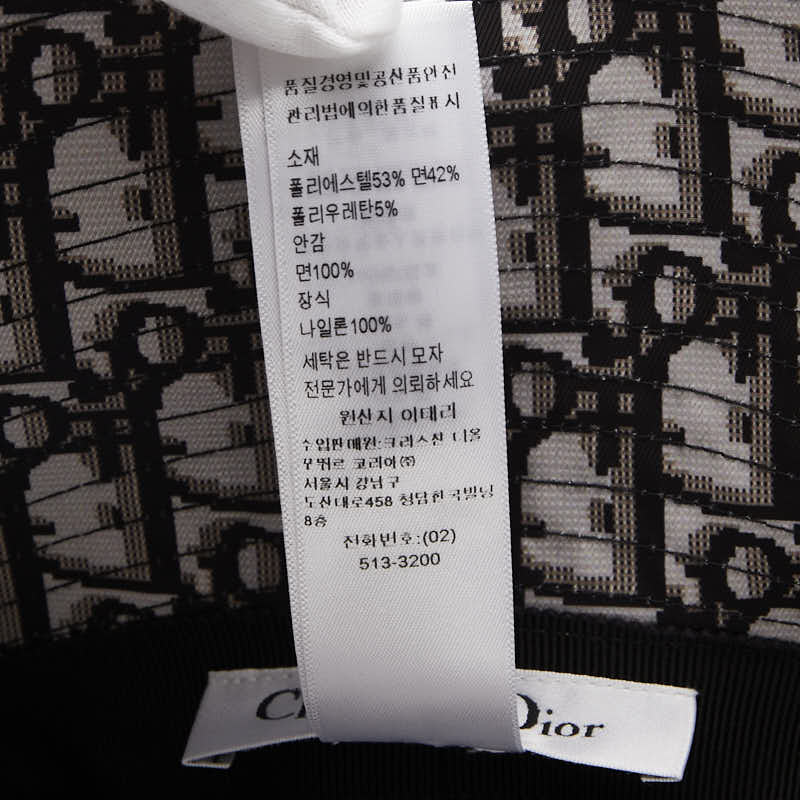 품질경영및공산품안전
관리법에의한품질표시
소재
폴리에스텔53% 면42%
폴리우레탄5%
안감
면100%
장식
나일론100%
세탁은 반드시 모자
전문가에게 의뢰하세요
원산지 이태리
수입판매원:크리스챤 디올
꾸뛰르 코리아㈜
서울시 강남구
도산대로458 청담한국빌딩
8층
전화번호:(02)
513-3200
Dior